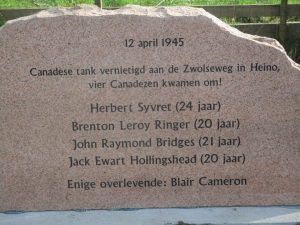 12 april 1945
Canadese tank vernietigd aan de Zwolseweg in Heino,
vier Canadezen kwamen om!
Herbert Syvret (24 jaar)
Brenton Leroy Ringer (20 jaar)
John Raymond Bridges (21 jaar)
Jack Ewart Hollingshead (20 jaar)
Enige overlevende: Blair Cameron